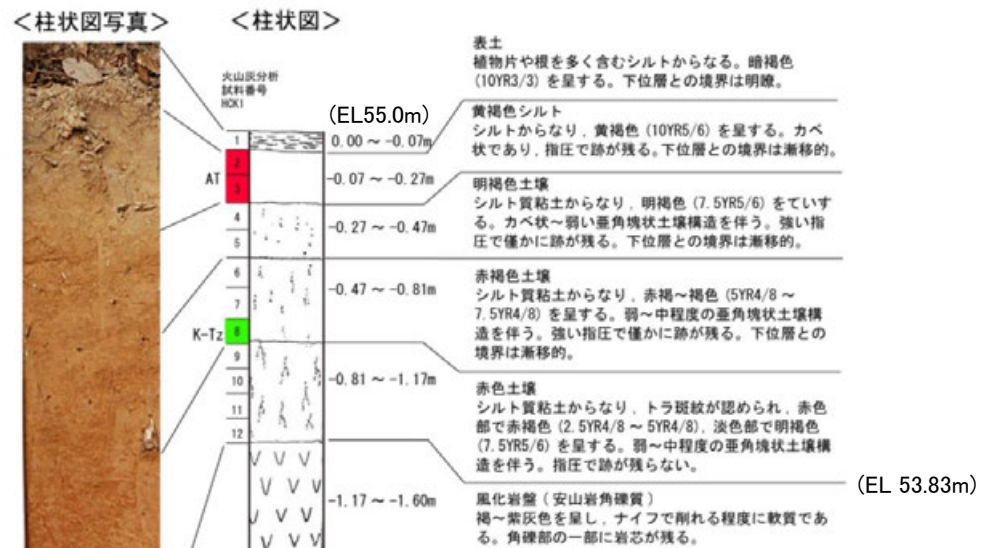 <柱状図写真>
<柱状図>
火山灰分析
試料番号
HCK1
(EL55.0m)
1
2
3
4
5
6
7
8
9
10
11
12
AT
K-Tz
0.00 ~ -0.07m
-0.07 ~ -0.27m
-0.27 ~ -0.47m
-0.47 ~ -0.81m
-0.81 ~ -1.17m
-1.17 ~ -1.60m
表土
植物片や根を多く含むシルトからなる。暗褐色
(10YR3/3) を呈する。下位層との境界は明瞭。
黄褐色シルト
シルトからなり, 黄褐色 (10YR5/6) を呈する。カベ
状であり, 指圧で跡が残る。下位層との境界は漸移的。
明褐色土壌
シルト質粘土からなり, 明褐色 (7.5YR5/6) をていす
る。カベ状~弱い亜角塊状土壌構造を伴う。強い指
圧で僅かに跡が残る。下位層との境界は漸移的。
赤褐色土壌
シルト質粘土からなり, 赤褐~褐色 (5YR4/8 ~
7.5YR4/8) を呈する。弱~中程度の亜角塊状土壌構
造を伴う。強い指圧で僅かに跡が残る。下位層との
境界は漸移的。
赤色土壌
シルト質粘土からなり, トラ斑紋が認められ, 赤色
部で赤褐色 (2.5YR4/8 ~ 5YR4/8), 淡色部で明褐色
(7.5YR5/6) を呈する。弱~中程度の亜角塊状土壌構
造を伴う。指圧で跡が残らない。
(EL 53.83m)
風化岩盤 (安山岩角礫質)
褐~紫灰色を呈し, ナイフで削れる程度に軟質であ
る。角礫部の一部に岩芯が残る。